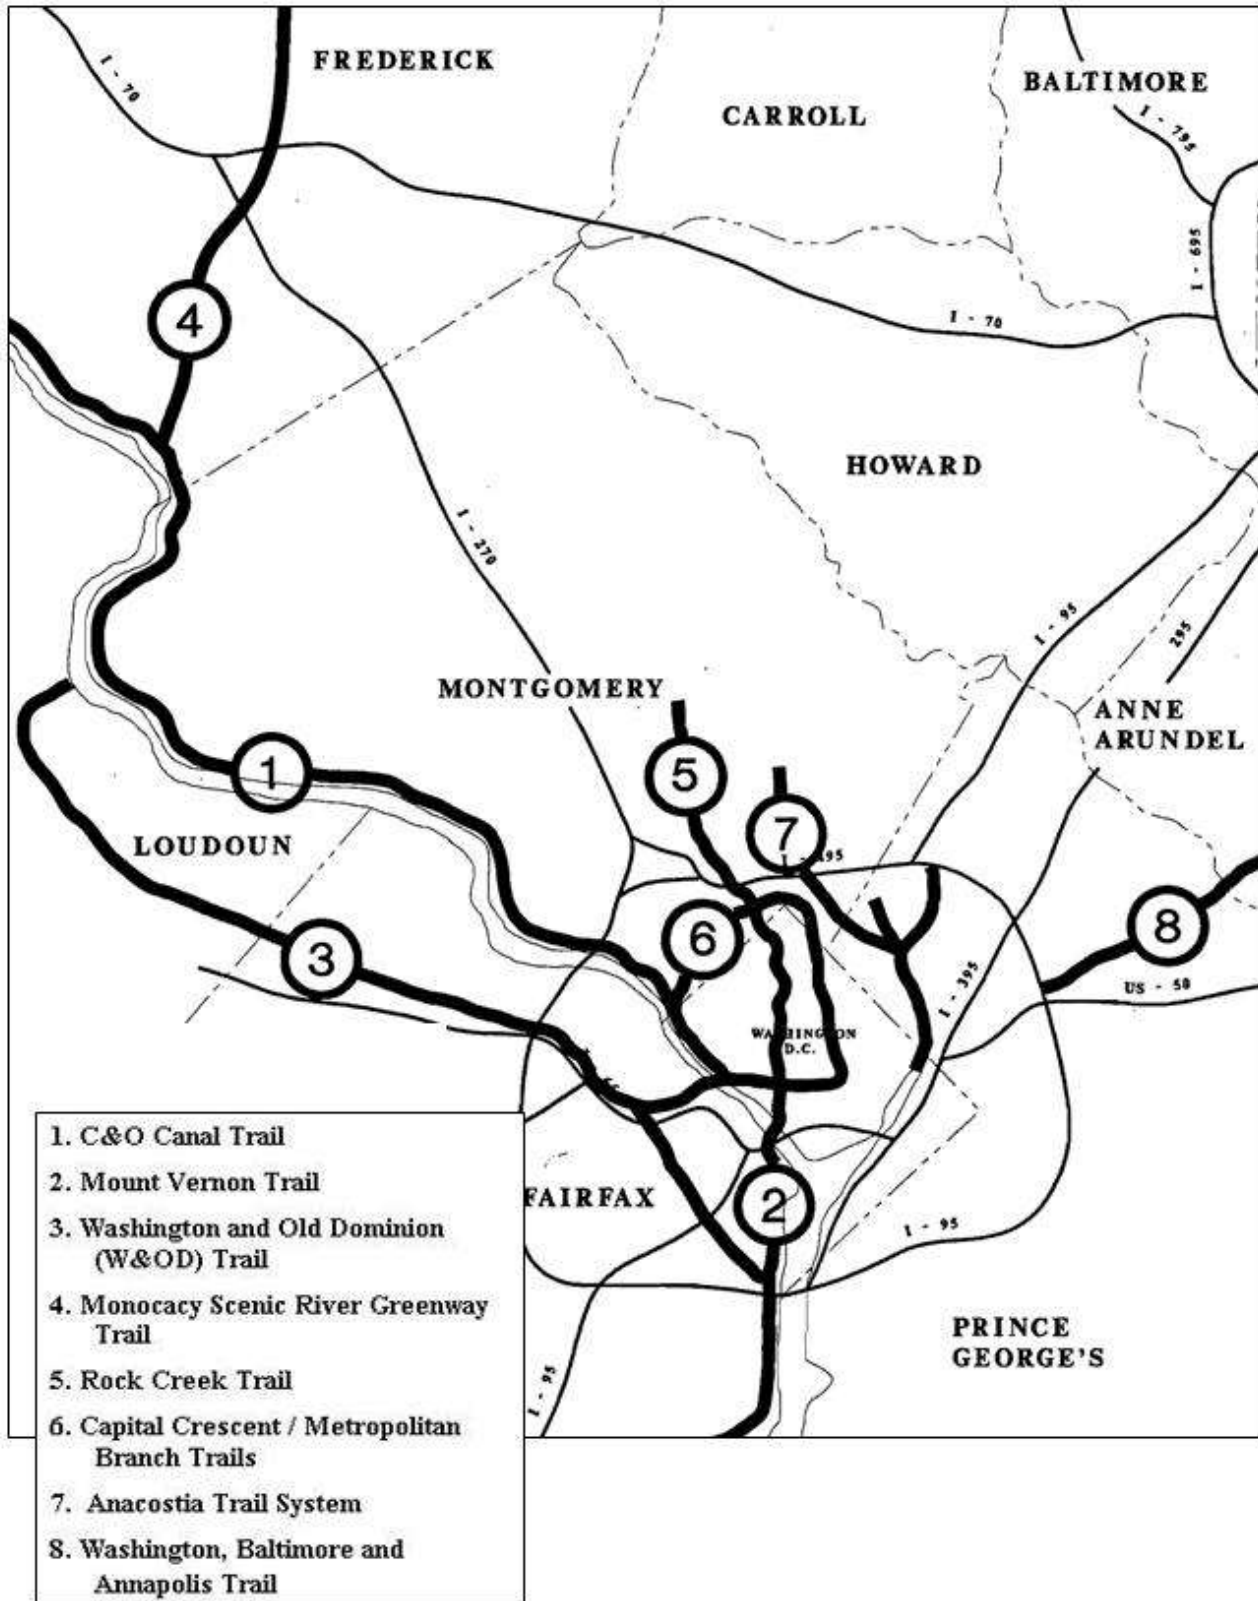 FREDERICK
BALTIMORE
CARROLL
I - 70
I - 795
I - 695
4
I - 70
HOWARD
I - 270
I - 95
295
MONTGOMERY
ANNE
ARUNDEL
5
1
7
LOUDOUN
8
6
3
US - 50
I - 395
WASHINGTON
D.C.
FAIRFAX
2
I - 95
PRINCE
GEORGE'S
I - 95
1. C&O Canal Trail
2. Mount Vernon Trail
3. Washington and Old Dominion
(W&OD) Trail
4. Monocacy Scenic River Greenway
Trail
5. Rock Creek Trail
6. Capital Crescent / Metropolitan
Branch Trails
7. Anacostia Trail System
8. Washington, Baltimore and
Annapolis Trail